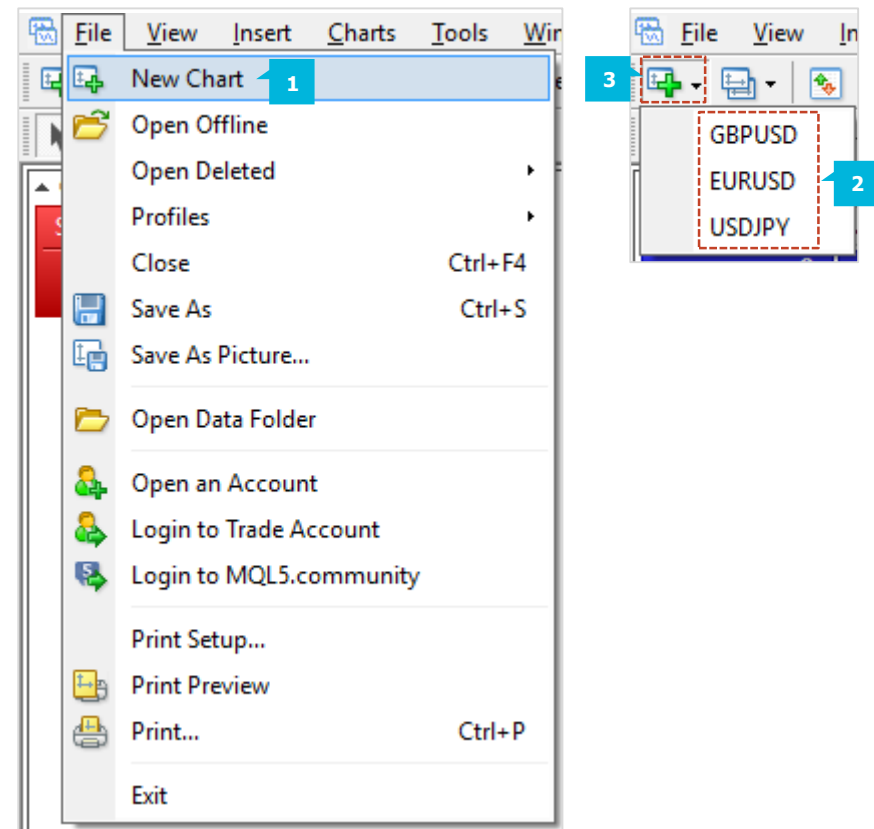 File View Insert Charts Tools Win
New Chart 1
Open Offline
Open Deleted
Profiles
Close Ctrl+F4
Save As Ctrl+S
Save As Picture...
Open Data Folder
Open an Account
Login to Trade Account
Login to MQL5.community
Print Setup...
Print Preview
Print... Ctrl+P
Exit
File View In
3
GBPUSD
EURUSD 2
USDJPY